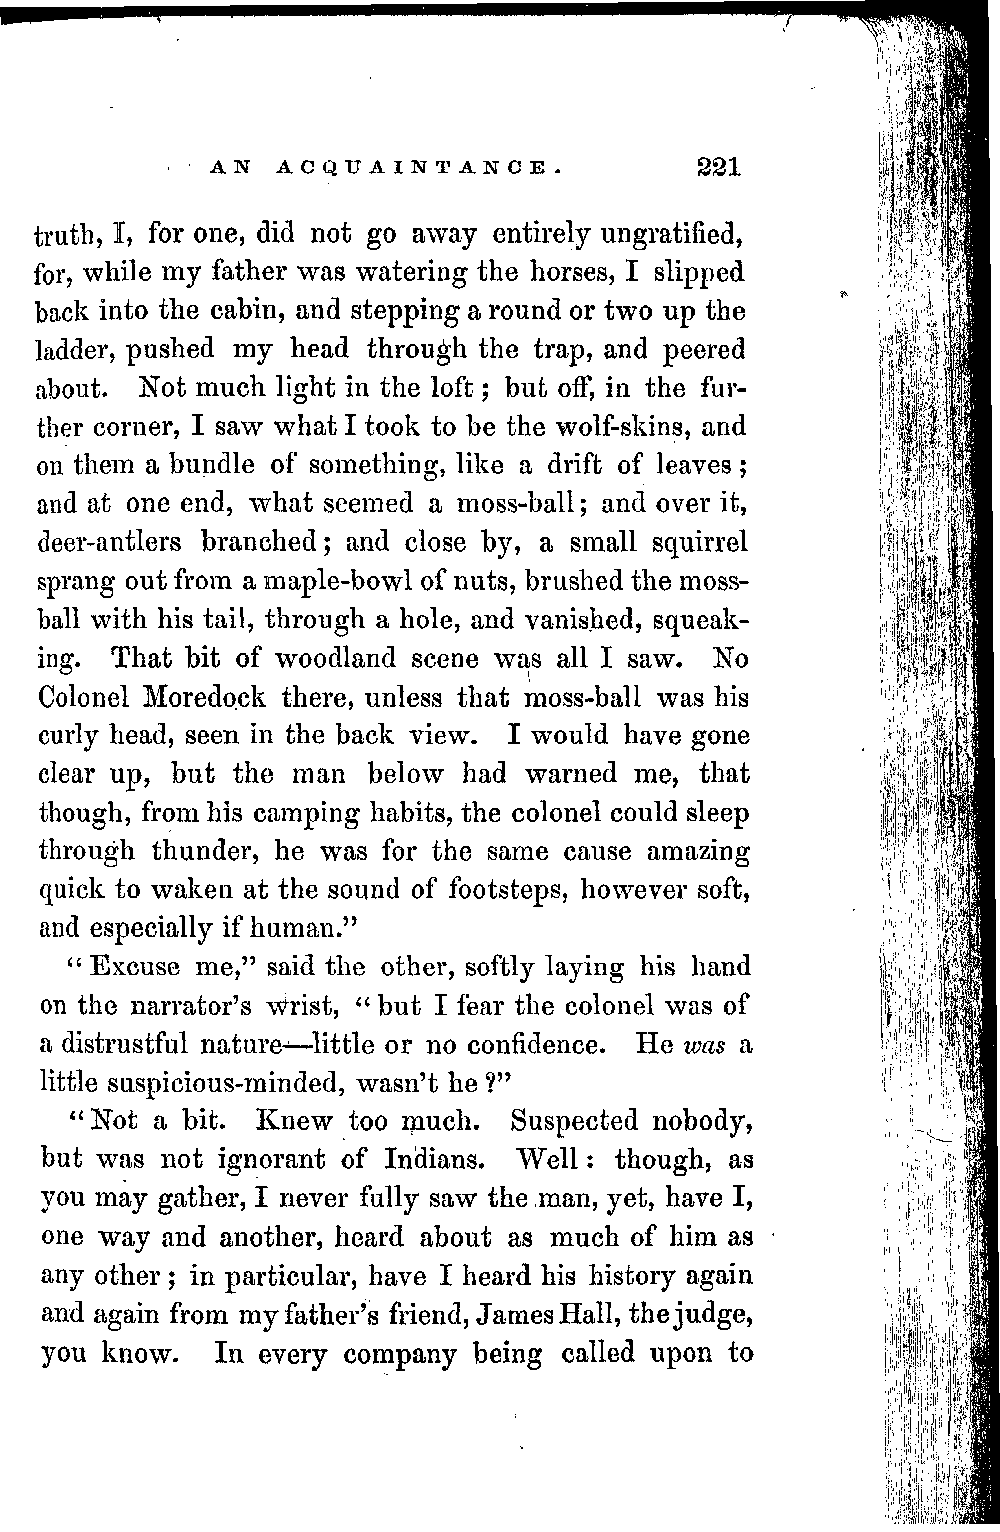 AN ACQUAINTANCE. 221
truth, I, for one, did not go away entirely ungratified,
for, while my father was watering the horses, I slipped
back into the cabin, and stepping a round or two up the
ladder, pushed my head through the trap, and peered
about. Not much light in the loft; but off, in the fur-
ther corner, I saw what I took to be the wolf-skins, and
on them a bundle of something, like a drift of leaves;
and at one end, what seemed a moss-ball; and over it,
deer-antlers branched; and close by, a small squirrel
sprang out from a maple-bowl of nuts, brushed the moss-
ball with his tail, through a hole, and vanished, squeak-
ing. That bit of woodland scene was all I saw. No
Colonel Moredock there, unless that moss-ball was his
curly head, seen in the back view. I would have gone
clear up, but the man below had warned me, that
though, from his camping habits, the colonel could sleep
through thunder, he was for the same cause amazing
quick to waken at the sound of footsteps, however soft,
and especially if human.”
“Excuse me,” said the other, softly laying his hand
on the narrator’s wrist, “but I fear the colonel was of
a distrustful nature—little or no confidence. He was a
little suspicious-minded, wasn’t he?”
“Not a bit. Knew too much. Suspected nobody,
but was not ignorant of Indians. Well: though, as
you may gather, I never fully saw the man, yet, have I,
one way and another, heard about as much of him as
any other; in particular, have I heard his history again
and again from my father’s friend, James Hall, the judge,
you know. In every company being called upon to